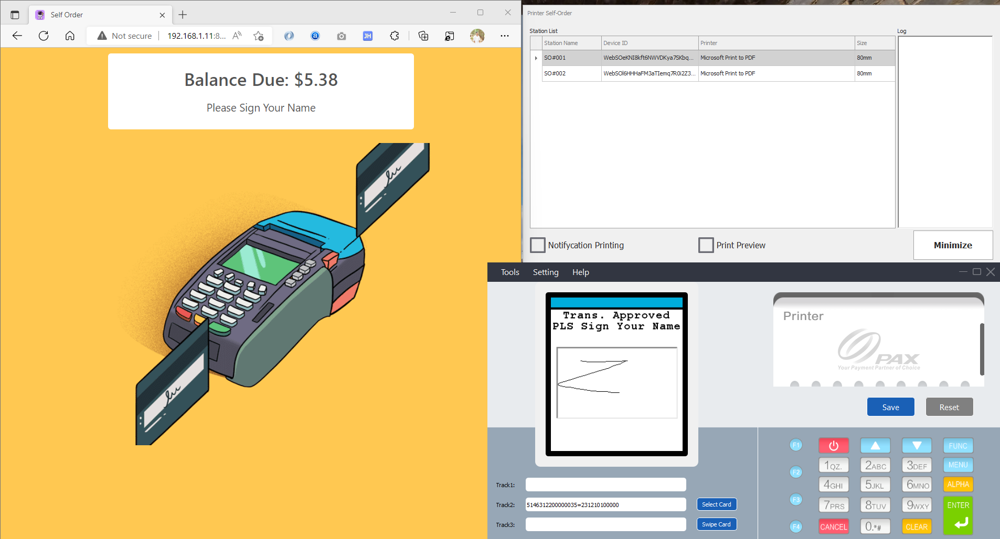 Self Order
Not secure
192.168.1.11:8...
Balance Due: $5.38
Please Sign Your Name
Printer Self-Order
Station List
Log
Station Name Device ID Printer Size
SO#001 WebSOeKNI8kft6NWVDKya7SKbq... Microsoft Print to PDF 80mm
SO#002 WebSOl6HHHaFM3aTIemq7R0i2Z3... Microsoft Print to PDF 80mm
Notifycation Printing
Print Preview
Minimize
Tools Setting Help
Trans. Approved
PLS Sign Your Name
Printer
PAX
Your Payment Partner of Choice
Save Reset
Track1:
Track2: 5146312200000035=231210100000 Select Card
Track3: Swipe Card
F1 FUNC
1QZ. 2ABC 3DEF MENU
F2
4GHI 5JKL 6MNO ALPHA
F3
7PRS 8TUV 9WXY ENTER
F4 CANCEL 0.*# CLEAR